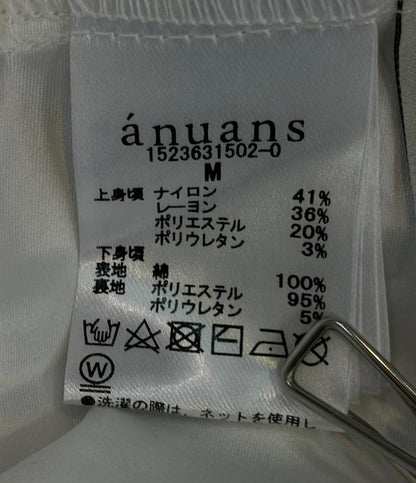 ánuans
1523631502-0
M
上身頃 ナイロン 41%
レーヨン 36%
ポリエステル 20%
ポリウレタン 3%
下身頃
表地 綿 100%
裏地 ポリエステル 95%
ポリウレタン 5%
W
●洗濯の際は、ネットを使用し